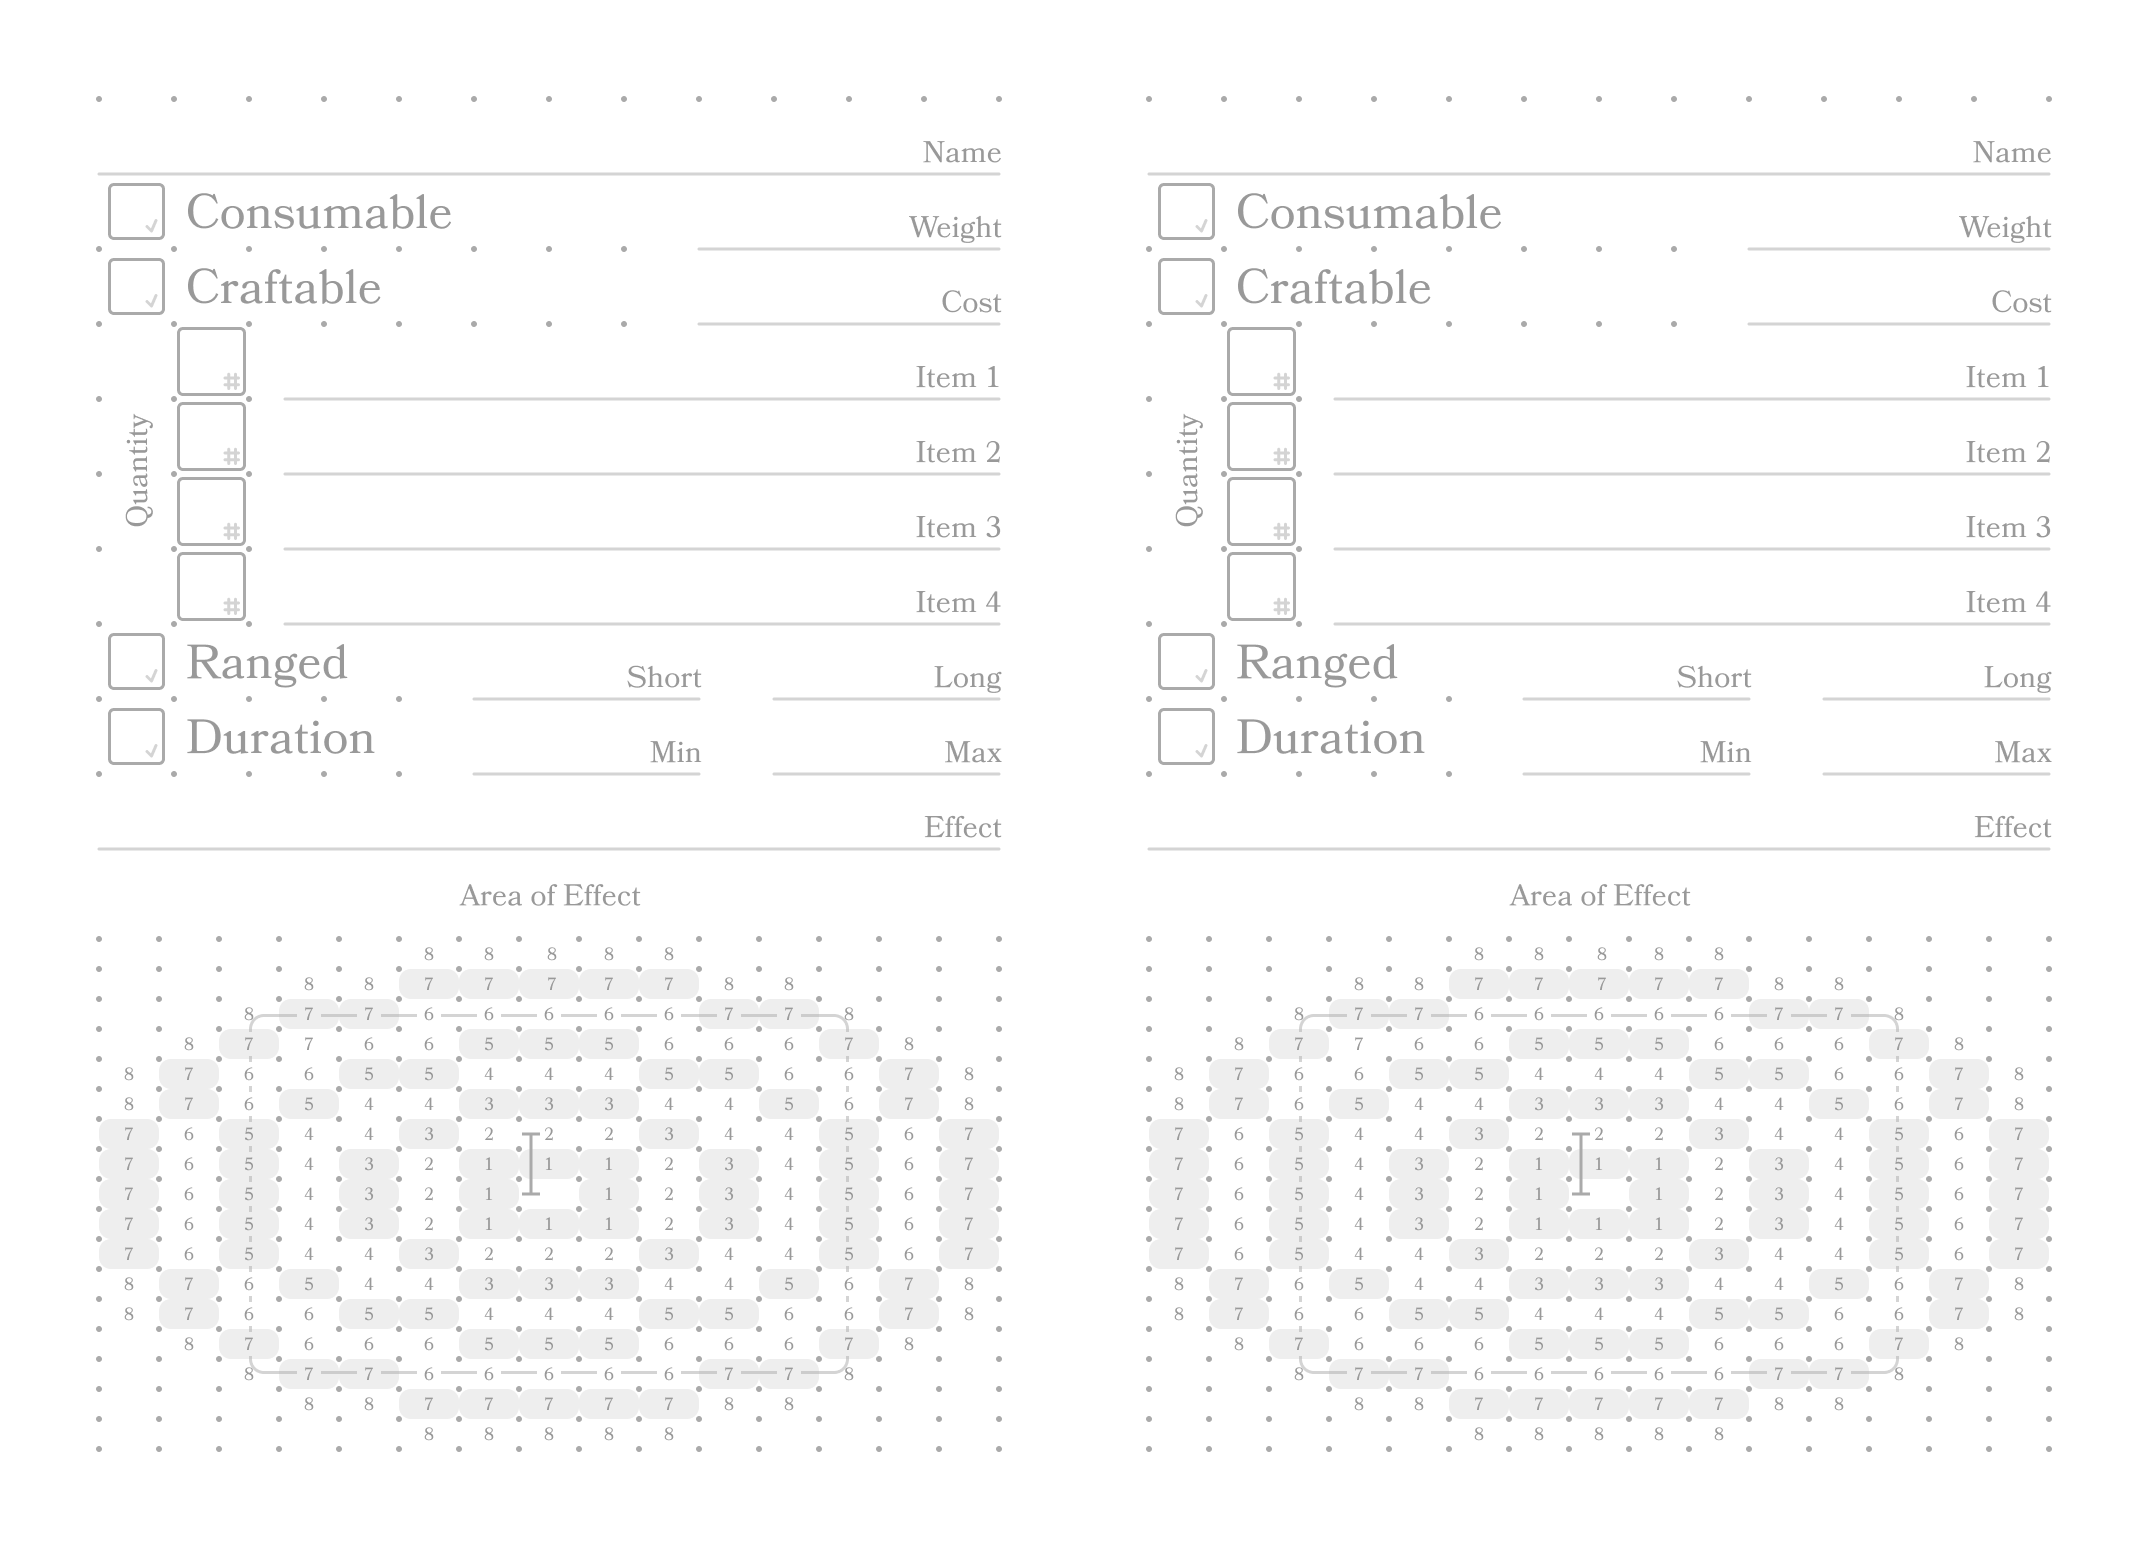 Name
Consumable Weight
Craftable Cost
Quantity
# Item 1
# Item 2
# Item 3
# Item 4
Ranged Short Long
Duration Min Max
Effect
Area of Effect
8 8 8 8 8
8 8 7 7 7 7 7 8 8
8 7 7 6 6 6 6 6 7 7 8
8 7 7 6 6 5 5 5 6 6 6 7 8
8 7 6 6 5 5 4 4 4 5 5 6 6 7 8
8 7 6 5 4 4 3 3 3 4 4 5 6 7 8
7 6 5 4 4 3 2 2 2 3 4 4 5 6 7
7 6 5 4 3 2 1 1 1 2 3 4 5 6 7
7 6 5 4 3 2 1 1 2 3 4 5 6 7
7 6 5 4 3 2 1 1 1 2 3 4 5 6 7
7 6 5 4 4 3 2 2 2 3 4 4 5 6 7
8 7 6 5 4 4 3 3 3 4 4 5 6 7 8
8 7 6 6 5 5 4 4 4 5 5 6 6 7 8
8 7 6 6 6 5 5 5 6 6 6 7 8
8 7 7 6 6 6 6 6 7 7 8
8 8 7 7 7 7 7 8 8
8 8 8 8 8
Name
Consumable Weight
Craftable Cost
Quantity
# Item 1
# Item 2
# Item 3
# Item 4
Ranged Short Long
Duration Min Max
Effect
Area of Effect
8 8 8 8 8
8 8 7 7 7 7 7 8 8
8 7 7 6 6 6 6 6 7 7 8
8 7 7 6 6 5 5 5 6 6 6 7 8
8 7 6 6 5 5 4 4 4 5 5 6 6 7 8
8 7 6 5 4 4 3 3 3 4 4 5 6 7 8
7 6 5 4 4 3 2 2 2 3 4 4 5 6 7
7 6 5 4 3 2 1 1 1 2 3 4 5 6 7
7 6 5 4 3 2 1 1 2 3 4 5 6 7
7 6 5 4 3 2 1 1 1 2 3 4 5 6 7
7 6 5 4 4 3 2 2 2 3 4 4 5 6 7
8 7 6 5 4 4 3 3 3 4 4 5 6 7 8
8 7 6 6 5 5 4 4 4 5 5 6 6 7 8
8 7 6 6 6 5 5 5 6 6 6 7 8
8 7 7 6 6 6 6 6 7 7 8
8 8 7 7 7 7 7 8 8
8 8 8 8 8